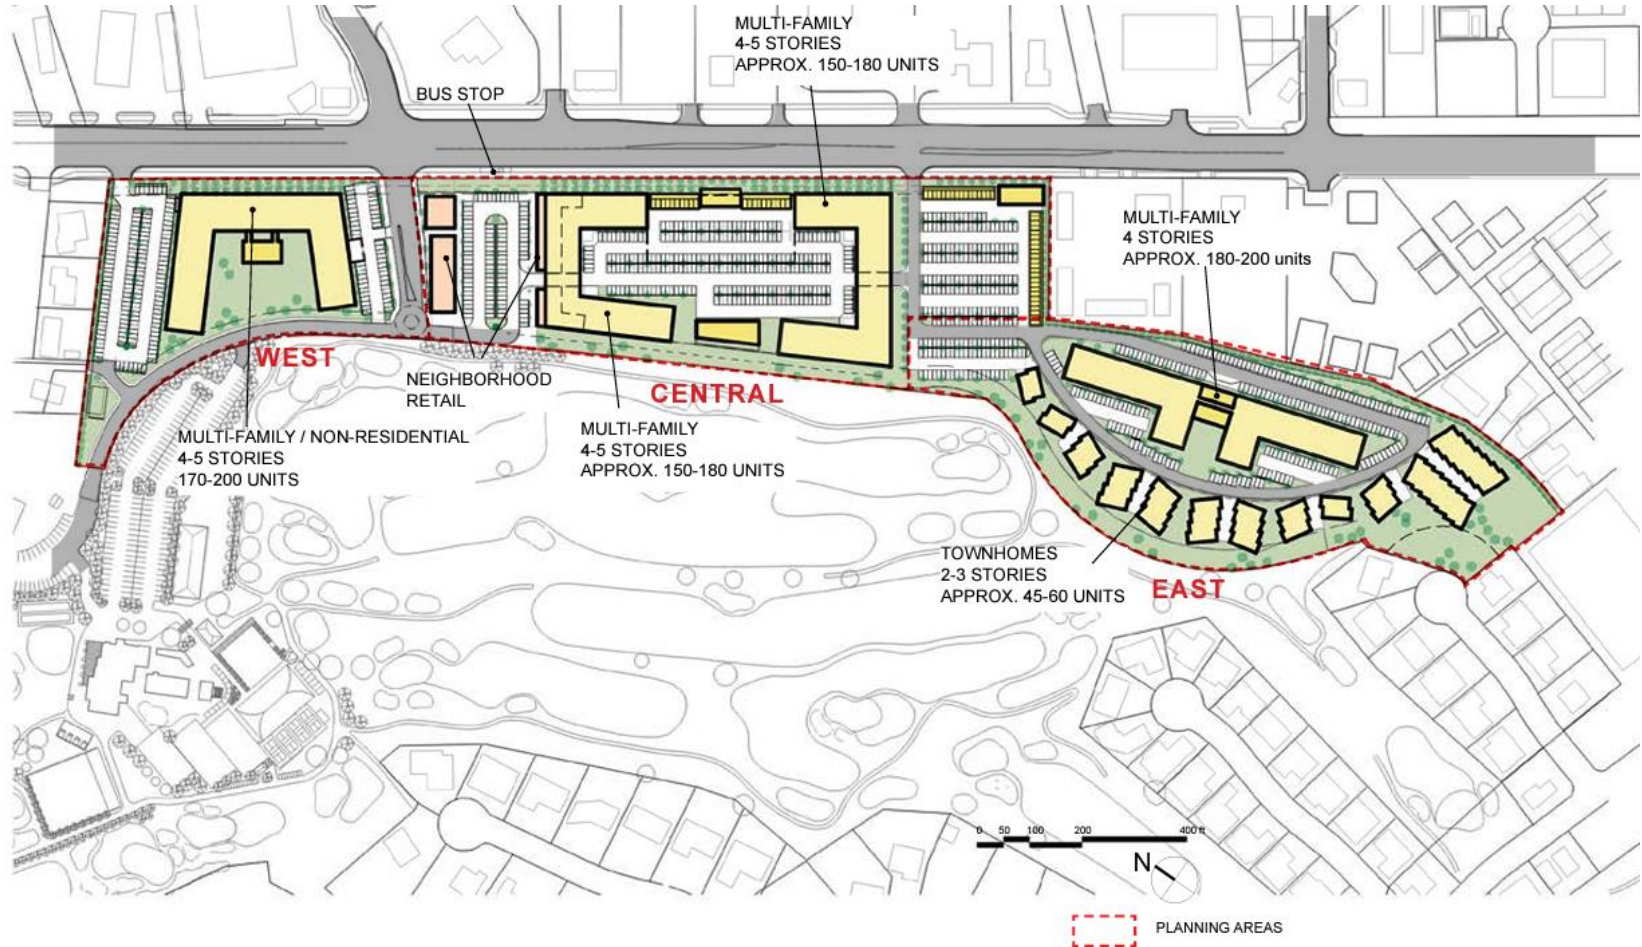 MULTI-FAMILY
4-5 STORIES
APPROX. 150-180 UNITS
BUS STOP
MULTI-FAMILY
4 STORIES
APPROX. 180-200 units
WEST
NEIGHBORHOOD
RETAIL
CENTRAL
MULTI-FAMILY / NON-RESIDENTIAL
4-5 STORIES
170-200 UNITS
MULTI-FAMILY
4-5 STORIES
APPROX. 150-180 UNITS
TOWNHOMES
2-3 STORIES
APPROX. 45-60 UNITS
EAST
0 50 100 200 400 ft
N
PLANNING AREAS